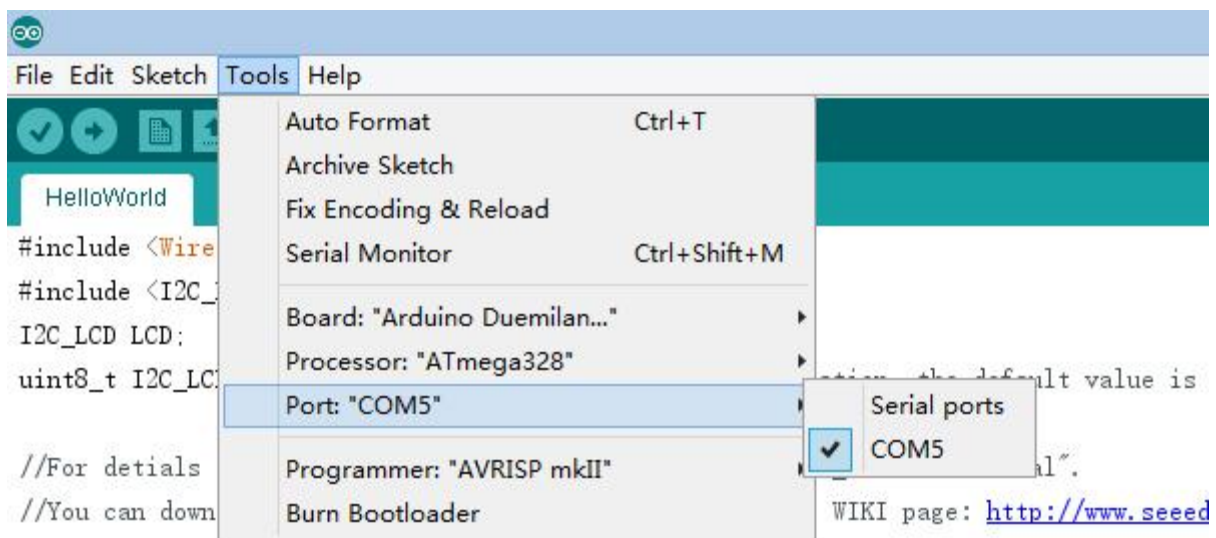 File Edit Sketch Tools Help
Auto Format Ctrl+T
Archive Sketch
Fix Encoding & Reload
Serial Monitor Ctrl+Shift+M
Board: "Arduino Duemilan..."
Processor: "ATmega328"
Port: "COM5"
Programmer: "AVRISP mkII"
Burn Bootloader
Serial ports
COM5
HelloWorld
#include <Wire
#include <I2C_
I2C_LCD LCD;
uint8_t I2C_LC the default value is
//For detials al".
//You can down WIKI page: http://www.seeed